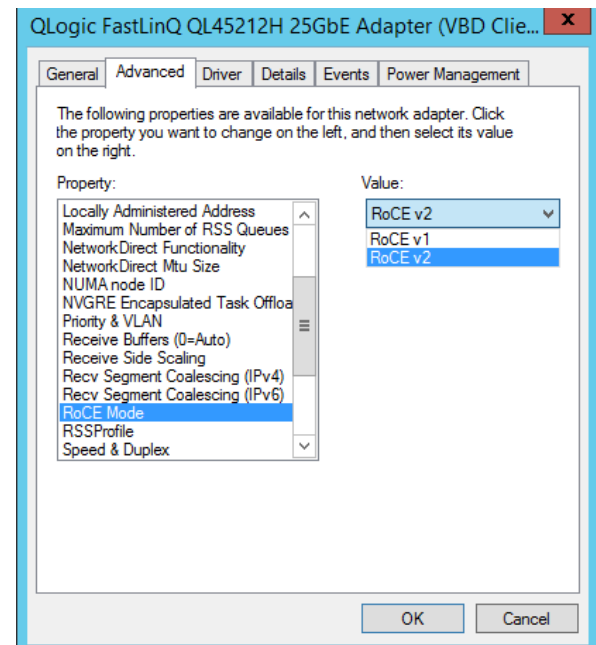 QLogic FastLinQ QL45212H 25GbE Adapter (VBD Clie...
General Advanced Driver Details Events Power Management
The following properties are available for this network adapter. Click
the property you want to change on the left, and then select its value
on the right.
Property:
Locally Administered Address
Maximum Number of RSS Queues
NetworkDirect Functionality
NetworkDirect Mtu Size
NUMA node ID
NVGRE Encapsulated Task Offloa
Priority & VLAN
Receive Buffers (0=Auto)
Receive Side Scaling
Recv Segment Coalescing (IPv4)
Recv Segment Coalescing (IPv6)
RoCE Mode
RSSProfile
Speed & Duplex
Value:
RoCE v2
RoCE v1
RoCE v2
OK
Cancel